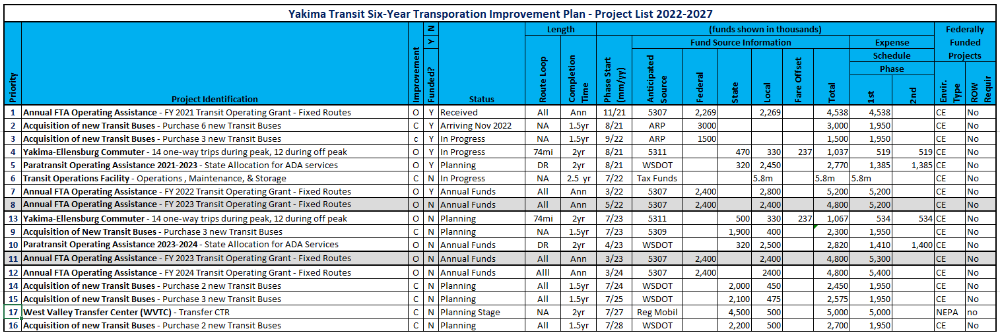 Yakima Transit Six-Year Transporation Improvement Plan - Project List 2022-2027
Priority Project Identification Improvement Funded? Y N Status Length Route Loop Completion Time Phase Start (mm/yy) (funds shown in thousands) Fund Source Information Anticipated Source Federal State Local Fare Offset Total Expense Schedule Phase 1st 2nd Federally Funded Projects Envir. Type ROW Requir
1 Annual FTA Operating Assistance - FY 2021 Transit Operating Grant - Fixed Routes O Y Received All Ann 11/21 5307 2,269 2,269 4,538 4,538 CE No
2 Acquisition of new Transit Buses - Purchase 6 new Transit Buses C Y Arriving Nov 2022 NA 1.5yr 8/21 ARP 3000 3,000 1,950 CE No
3 Acquisition of new Transit Buses - Purchase 3 new Transit Buses c Y In Progress NA 1.5yr 9/22 ARP 1500 1,500 1,950 CE No
4 Yakima-Ellensburg Commuter - 14 one-way trips during peak, 12 during off peak O Y In Progress 74mi 2yr 8/21 5311 470 330 237 1,037 519 519 CE No
5 Paratransit Operating Assistance 2021-2023 - State Allocation for ADA services O Y Planning DR 2yr 8/21 WSDOT 320 2,450 2,770 1,385 1,385 CE No
6 Transit Operations Facility - Operations , Maintenance, & Storage C N In Progress NA 2.5 yr 7/22 Tax Funds 5.8m 5.8m 5.8m CE No
7 Annual FTA Operating Assistance - FY 2022 Transit Operating Grant - Fixed Routes O Y Annual Funds All Ann 3/22 5307 2,400 2,800 5,200 5,200 CE No
8 Annual FTA Operating Assistance - FY 2023 Transit Operating Grant - Fixed Routes O N Annual Funds All Ann 5/22 5307 2,400 2,400 4,800 5,200 CE No
13 Yakima-Ellensburg Commuter - 14 one-way trips during peak, 12 during off peak O N Planning 74mi 2yr 7/23 5311 500 330 237 1,067 534 534 CE No
9 Acquisition of New Transit Buses - Purchase 3 new Transit Buses C N Planning NA 1.5yr 7/23 5309 1,900 400 2,300 1,950 CE No
10 Paratransit Operating Assistance 2023-2024 - State Allocation for ADA Services O N Annual Funds DR 2yr 4/23 WSDOT 320 2,500 2,820 1,410 1,400 CE No
11 Annual FTA Operating Assistance - FY 2023 Transit Operating Grant - Fixed Routes O N Annual Funds All Ann 3/23 5307 2,400 2,400 4,800 5,300 CE No
12 Annual FTA Operating Assistance - FY 2024 Transit Operating Grant - Fixed Routes O N Annual Funds Alll Ann 3/24 5307 2,400 2400 4,800 5,400 CE No
14 Acquisition of new Transit Buses - Purchase 2 new Transit Buses C N Planning All 1.5yr 7/24 WSDOT 2,000 450 2,450 1,950 CE No
15 Acquisition of new Transit Buses - Purchase 3 new Transit Buses C N Planning All 1.5yr 7/25 WSDOT 2,100 475 2,575 1,950 CE No
17 West Valley Transfer Center (WVTC) - Transfer CTR C N Planning Stage NA 2yr 7/27 Reg Mobil 4,500 500 5,000 5,000 NEPA no
16 Acquisition of new Transit Buses - Purchase 2 new Transit Buses C N Planning All 1.5yr 7/28 WSDOT 2,200 500 2,700 1,950 CE No